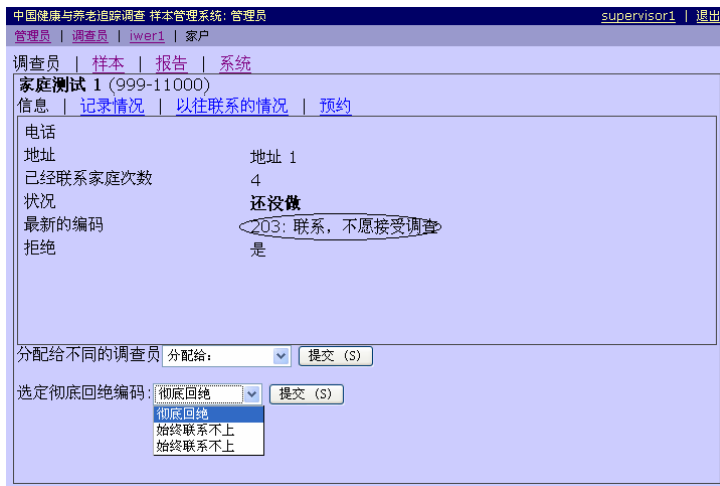 中国健康与养老追踪调查 样本管理系统: 管理员 supervisor1 | 退出
管理员 | 调查员 | iwer1 | 家户
调查员 | 样本 | 报告 | 系统
家庭测试 1 (999-11000)
信息 | 记录情况 | 以往联系的情况 | 预约
电话
地址 地址 1
已经联系家庭次数 4
状况 还没做
最新的编码 203: 联系, 不愿接受调查
拒绝 是
分配给不同的调查员 分配给: 提交 (S)
选定彻底回绝编码: 彻底回绝 提交 (S)
彻底回绝
始终联系不上
始终联系不上